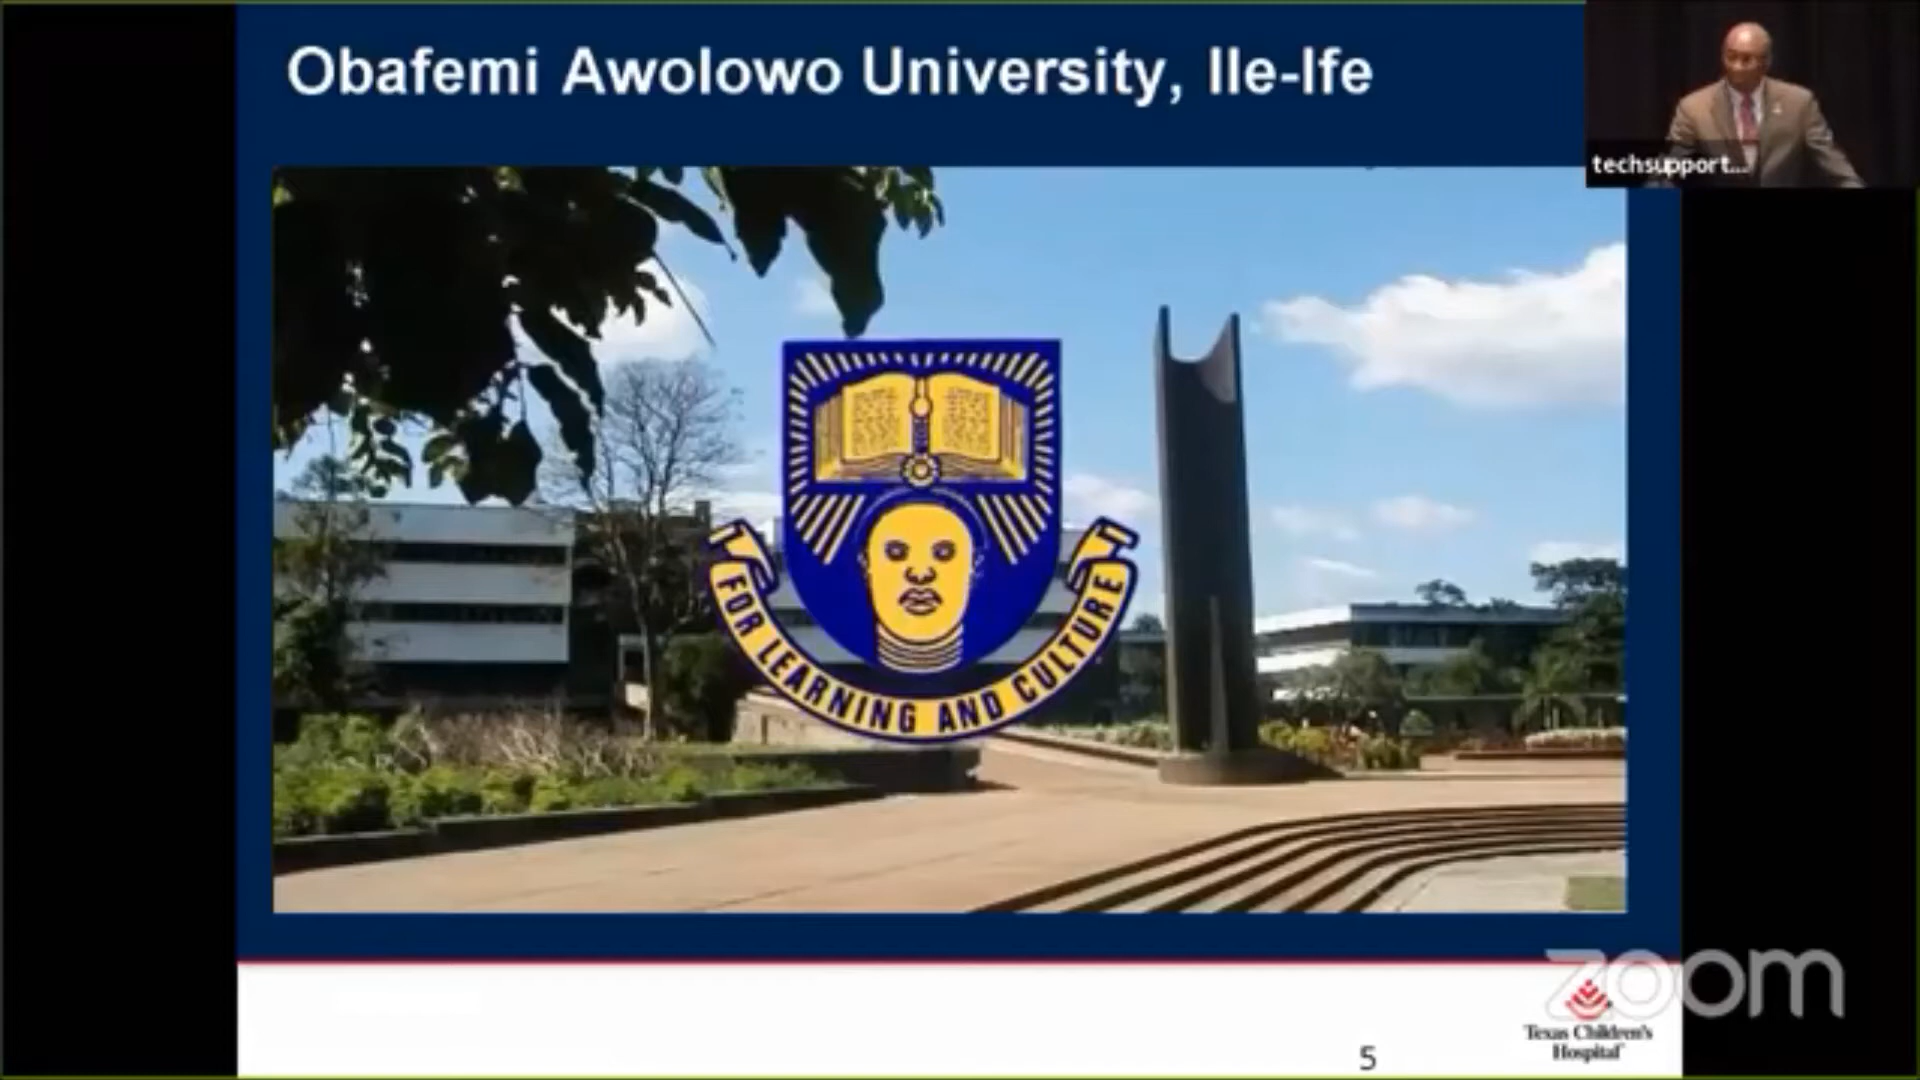 Obafemi Awolowo University, Ile-Ife
techsupport...
FOR LEARNING AND CULTURE
zoom
Texas Children's
Hospital
5